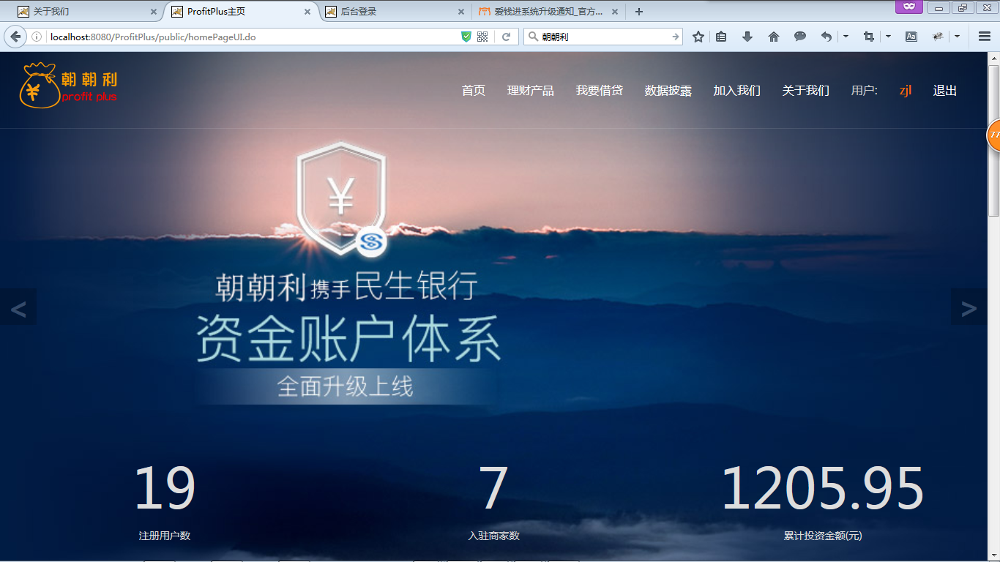 关于我们
ProfitPlus主页
后台登录
爱钱进系统升级通知_官方...
localhost:8080/ProfitPlus/public/homePageUI.do
朝朝利
朝朝利
profit plus
首页 理财产品 我要借贷 数据披露 加入我们 关于我们 用户: zjl 退出
77
¥
朝朝利携手民生银行
资金账户体系
全面升级上线
< >
19 7 1205.95
注册用户数 入驻商家数 累计投资金额(元)